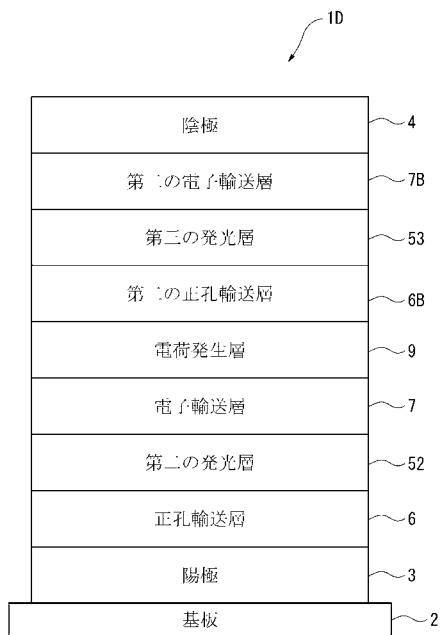 1D
陰極 4
第二の電子輸送層 7B
第三の発光層 53
第二の正孔輸送層 6B
電荷発生層 9
電子輸送層 7
第二の発光層 52
正孔輸送層 6
陽極 3
基板 2